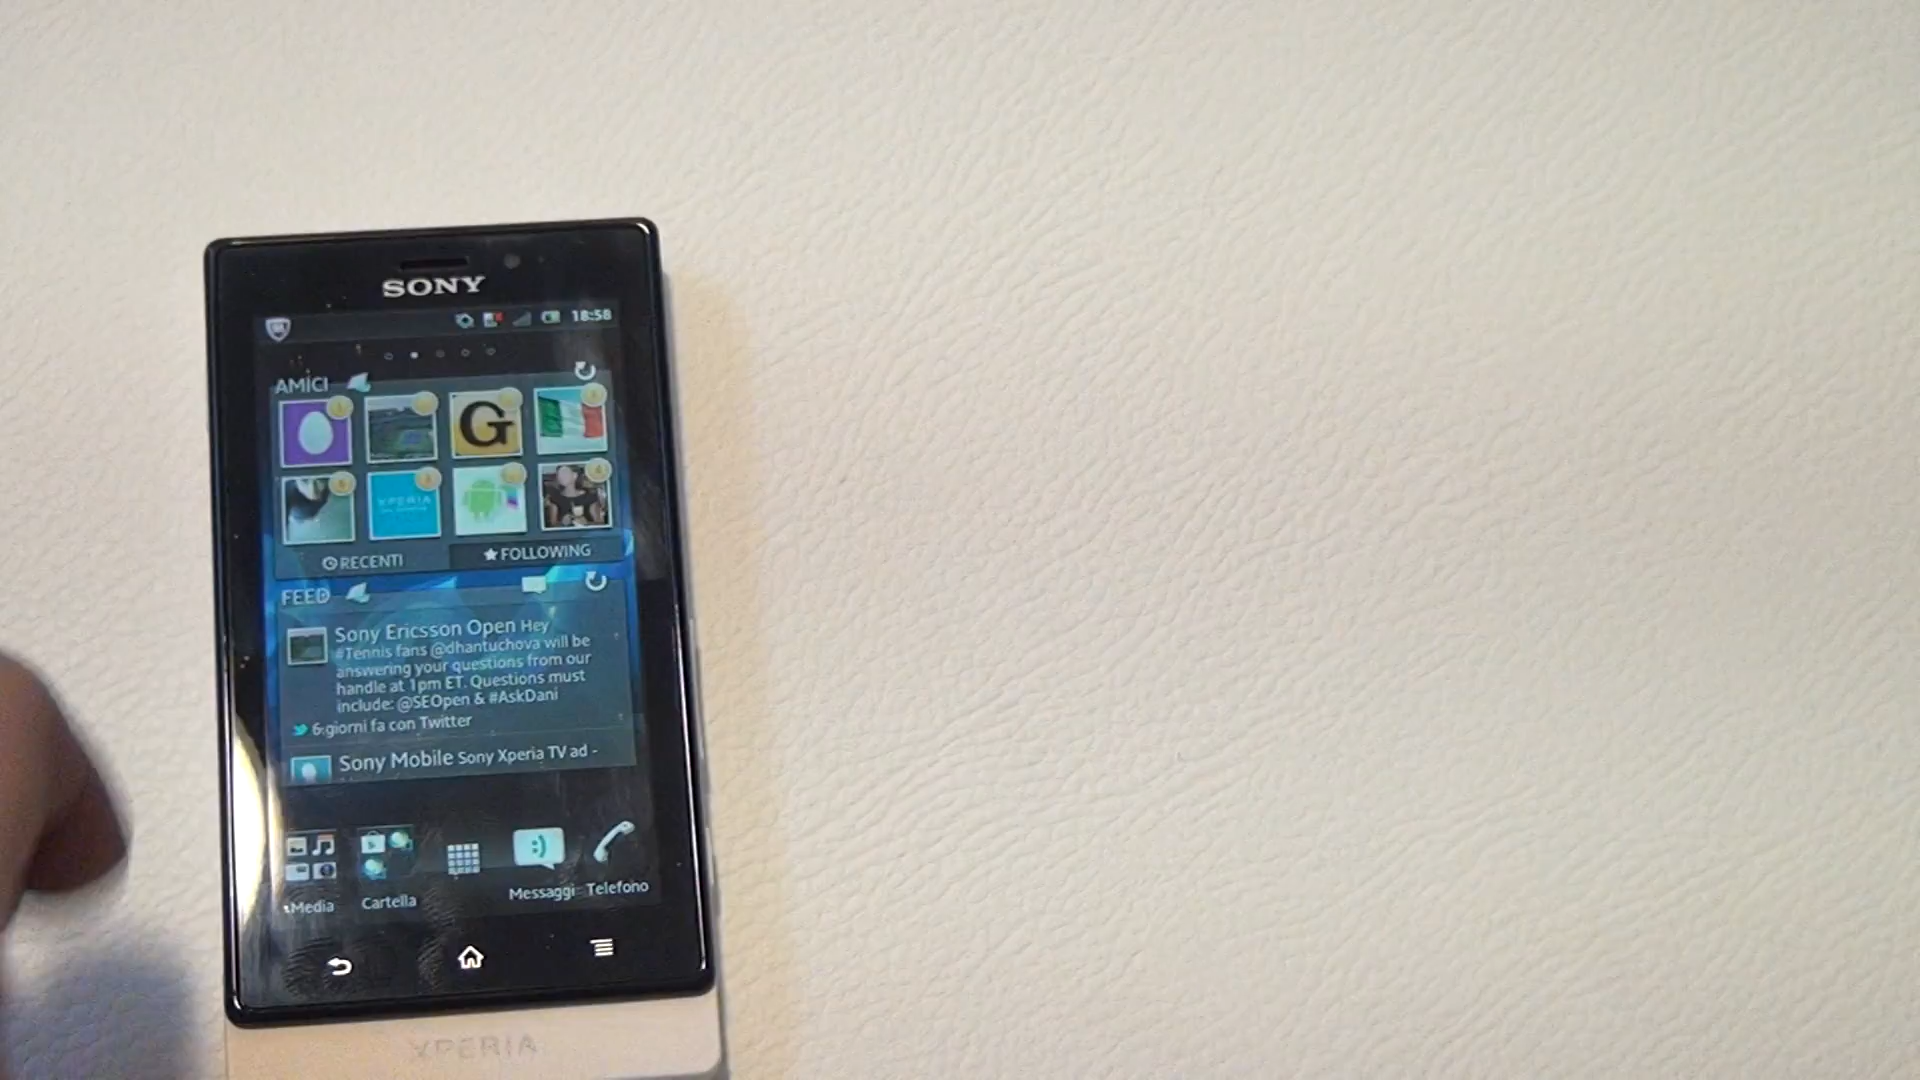 SONY
18:58
AMICI
G
XPERIA
RECENTI
FOLLOWING
FEED
Sony Ericsson Open Hey
#Tennis fans @dhantuchova will be
answering your questions from our
handle at 1pm ET. Questions must
include: @SEOpen & #AskDani
6 giorni fa con Twitter
Sony Mobile Sony Xperia TV ad -
Media
Cartella
Messaggi
Telefono
XPERIA